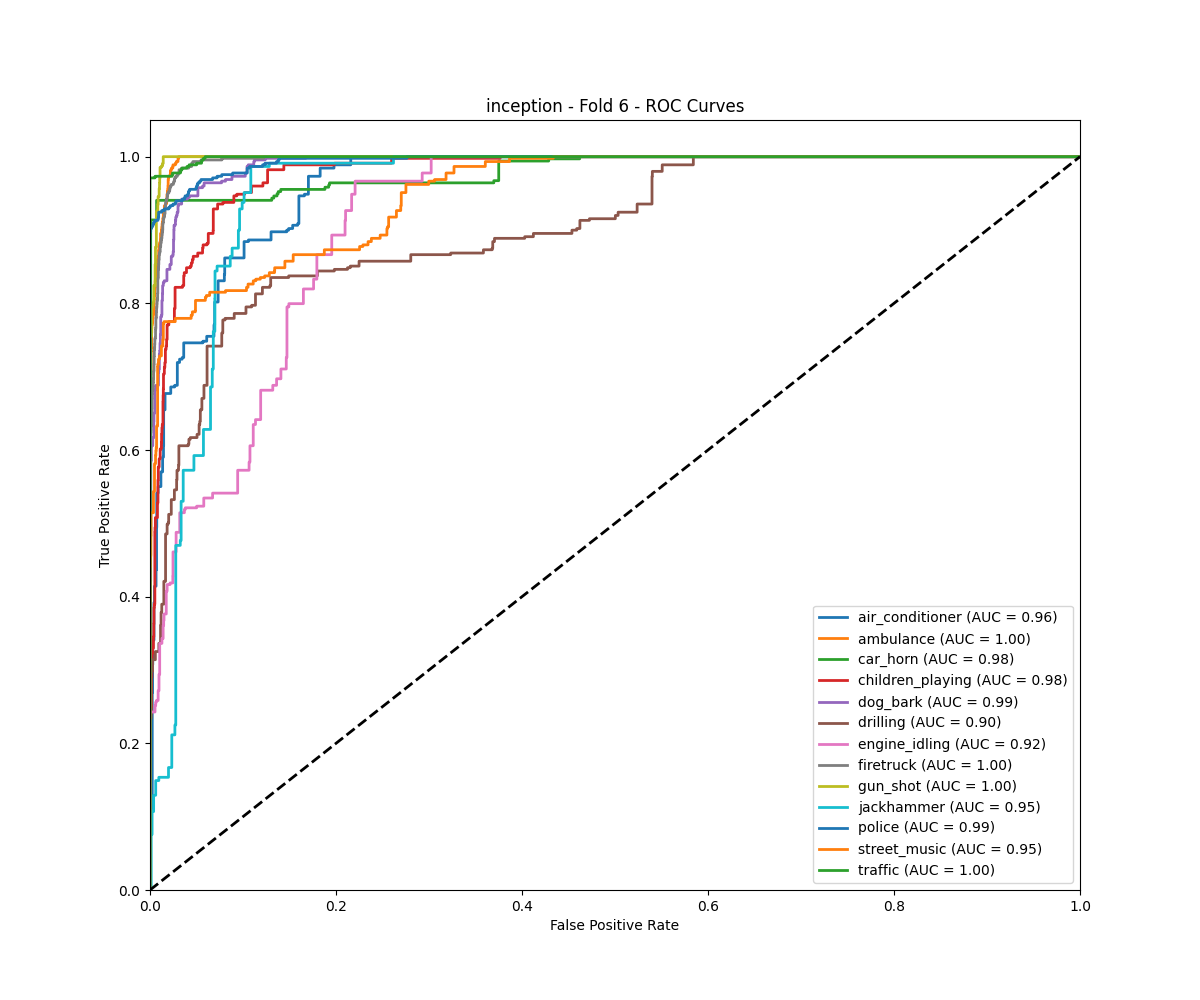 inception - Fold 6 - ROC Curves
1.0
0.8
0.6
0.4
0.2
0.0
True Positive Rate
0.0 0.2 0.4 0.6 0.8 1.0
False Positive Rate
air_conditioner (AUC = 0.96)
ambulance (AUC = 1.00)
car_horn (AUC = 0.98)
children_playing (AUC = 0.98)
dog_bark (AUC = 0.99)
drilling (AUC = 0.90)
engine_idling (AUC = 0.92)
firetruck (AUC = 1.00)
gun_shot (AUC = 1.00)
jackhammer (AUC = 0.95)
police (AUC = 0.99)
street_music (AUC = 0.95)
traffic (AUC = 1.00)